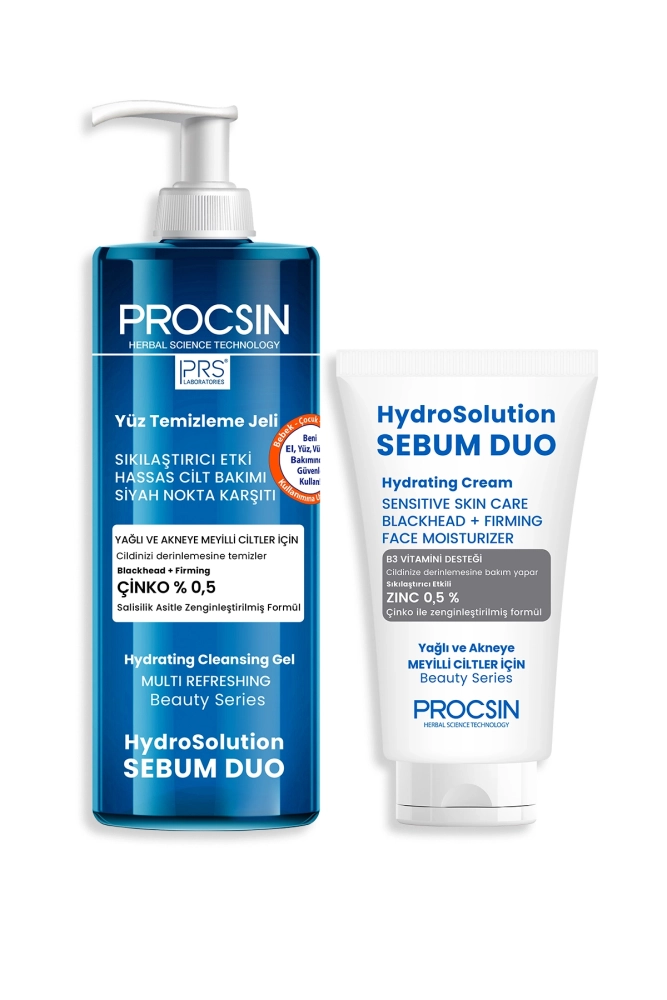 PROCSIN
HERBAL SCIENCE TECHNOLOGY
PRS®
LABORATORIES
Yüz Temizleme Jeli
SIKILAŞTIRICI ETKİ
HASSAS CİLT BAKIMI
SİYAH NOKTA KARŞITI
Bebek - Çocuk
Beni
El, Yüz,
Bakımın
Güven
Kullan
Kullanımına
YAĞLI VE AKNEYE MEYİLLİ CİLTLER İÇİN
Cildinizi derinlemesine temizler
Blackhead + Firming
ÇİNKO % 0,5
Salisilik Asitle Zenginleştirilmiş Formül
Hydrating Cleansing Gel
MULTI REFRESHING
Beauty Series
HydroSolution
SEBUM DUO
HydroSolution
SEBUM DUO
Hydrating Cream
SENSITIVE SKIN CARE
BLACKHEAD + FIRMING
FACE MOISTURIZER
B3 VİTAMİNİ DESTEĞİ
Cildinize derinlemesine bakım yapar
Sıkılaştırıcı Etkili
ZINC 0,5 %
Çinko ile zenginleştirilmiş formül
Yağlı ve Akneye
MEYİLLİ CİLTLER İÇİN
Beauty Series
PROCSIN
HERBAL SCIENCE TECHNOLOGY